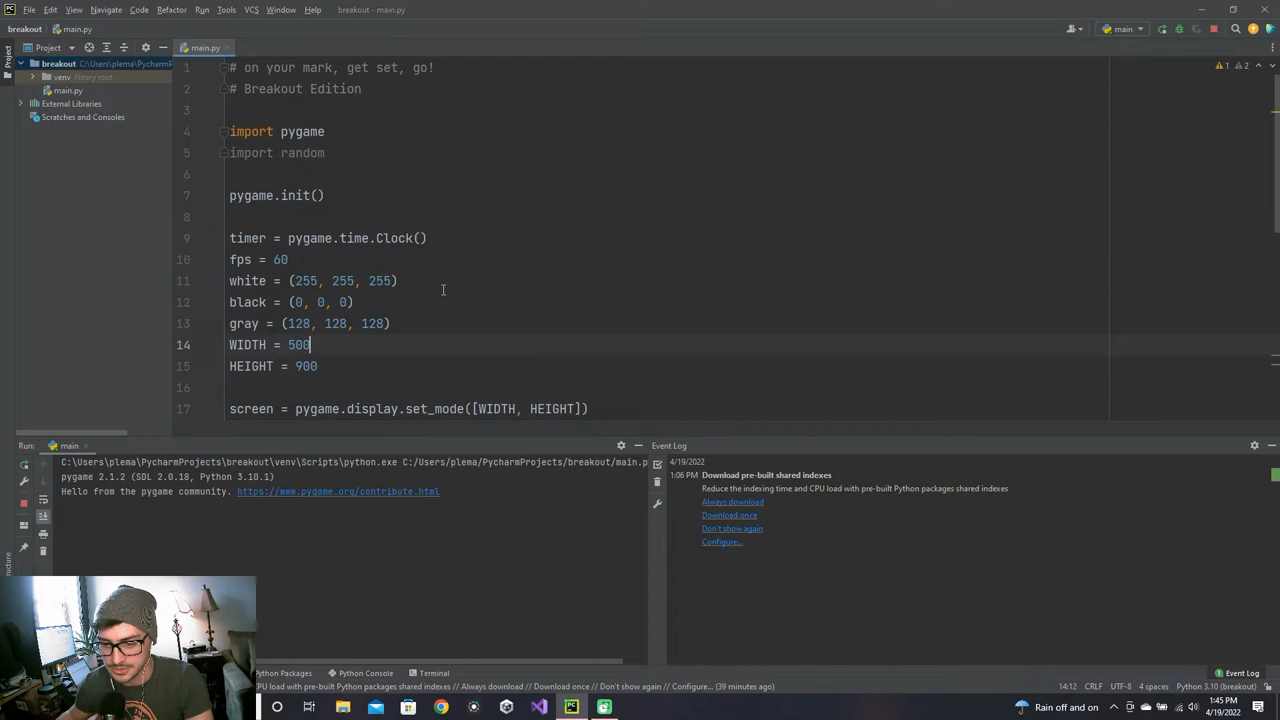 File Edit View Navigate Code Refactor Run Tools VCS Window Help breakout - main.py
breakout main.py main
Project main.py
Project
breakout C:\Users\plema\PycharmP
venv library root
main.py
External Libraries
Scratches and Consoles
1 # on your mark, get set, go!
2 # Breakout Edition
3
4 import pygame
5 import random
6
7 pygame.init()
8
9 timer = pygame.time.Clock()
10 fps = 60
11 white = (255, 255, 255)
12 black = (0, 0, 0)
13 gray = (128, 128, 128)
14 WIDTH = 500
15 HEIGHT = 900
16
17 screen = pygame.display.set_mode([WIDTH, HEIGHT])
1 2
Run: main
C:\Users\plema\PycharmProjects\breakout\venv\Scripts\python.exe C:/Users/plema/PycharmProjects/breakout/main.p
pygame 2.1.2 (SDL 2.0.18, Python 3.10.1)
Hello from the pygame community. https://www.pygame.org/contribute.html
Event Log
4/19/2022
1:06 PM Download pre-built shared indexes
Reduce the indexing time and CPU load with pre-built Python packages shared indexes
Always download
Download once
Don't show again
Configure...
ructure
Python Packages Python Console Terminal 1 Event Log
CPU load with pre-built Python packages shared indexes // Always download // Download once // Don't show again // Configure... (39 minutes ago) 14:12 CRLF UTF-8 4 spaces Python 3.10 (breakout)
Rain off and on 1:45 PM
4/19/2022